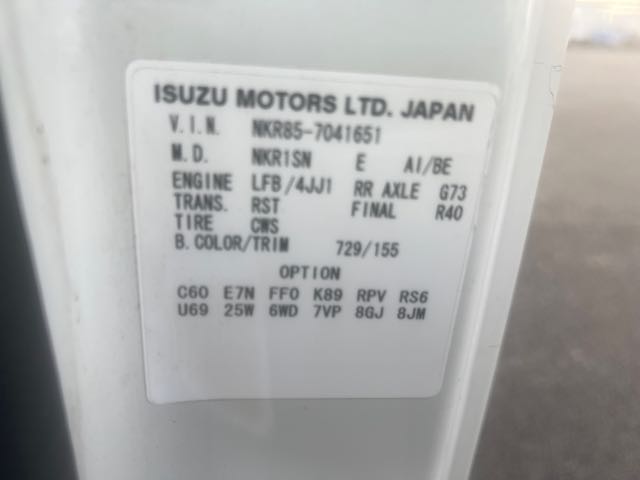 ISUZU MOTORS LTD. JAPAN
V.I.N. NKR85-7041651
M.D. NKR1SN E AI/BE
ENGINE LFB/4JJ1 RR AXLE G73
TRANS. RST FINAL R40
TIRE CWS
B.COLOR/TRIM 729/155
OPTION
C60 E7N FF0 K89 RPV RS6
U69 25W 6WD 7VP 8GJ 8JM